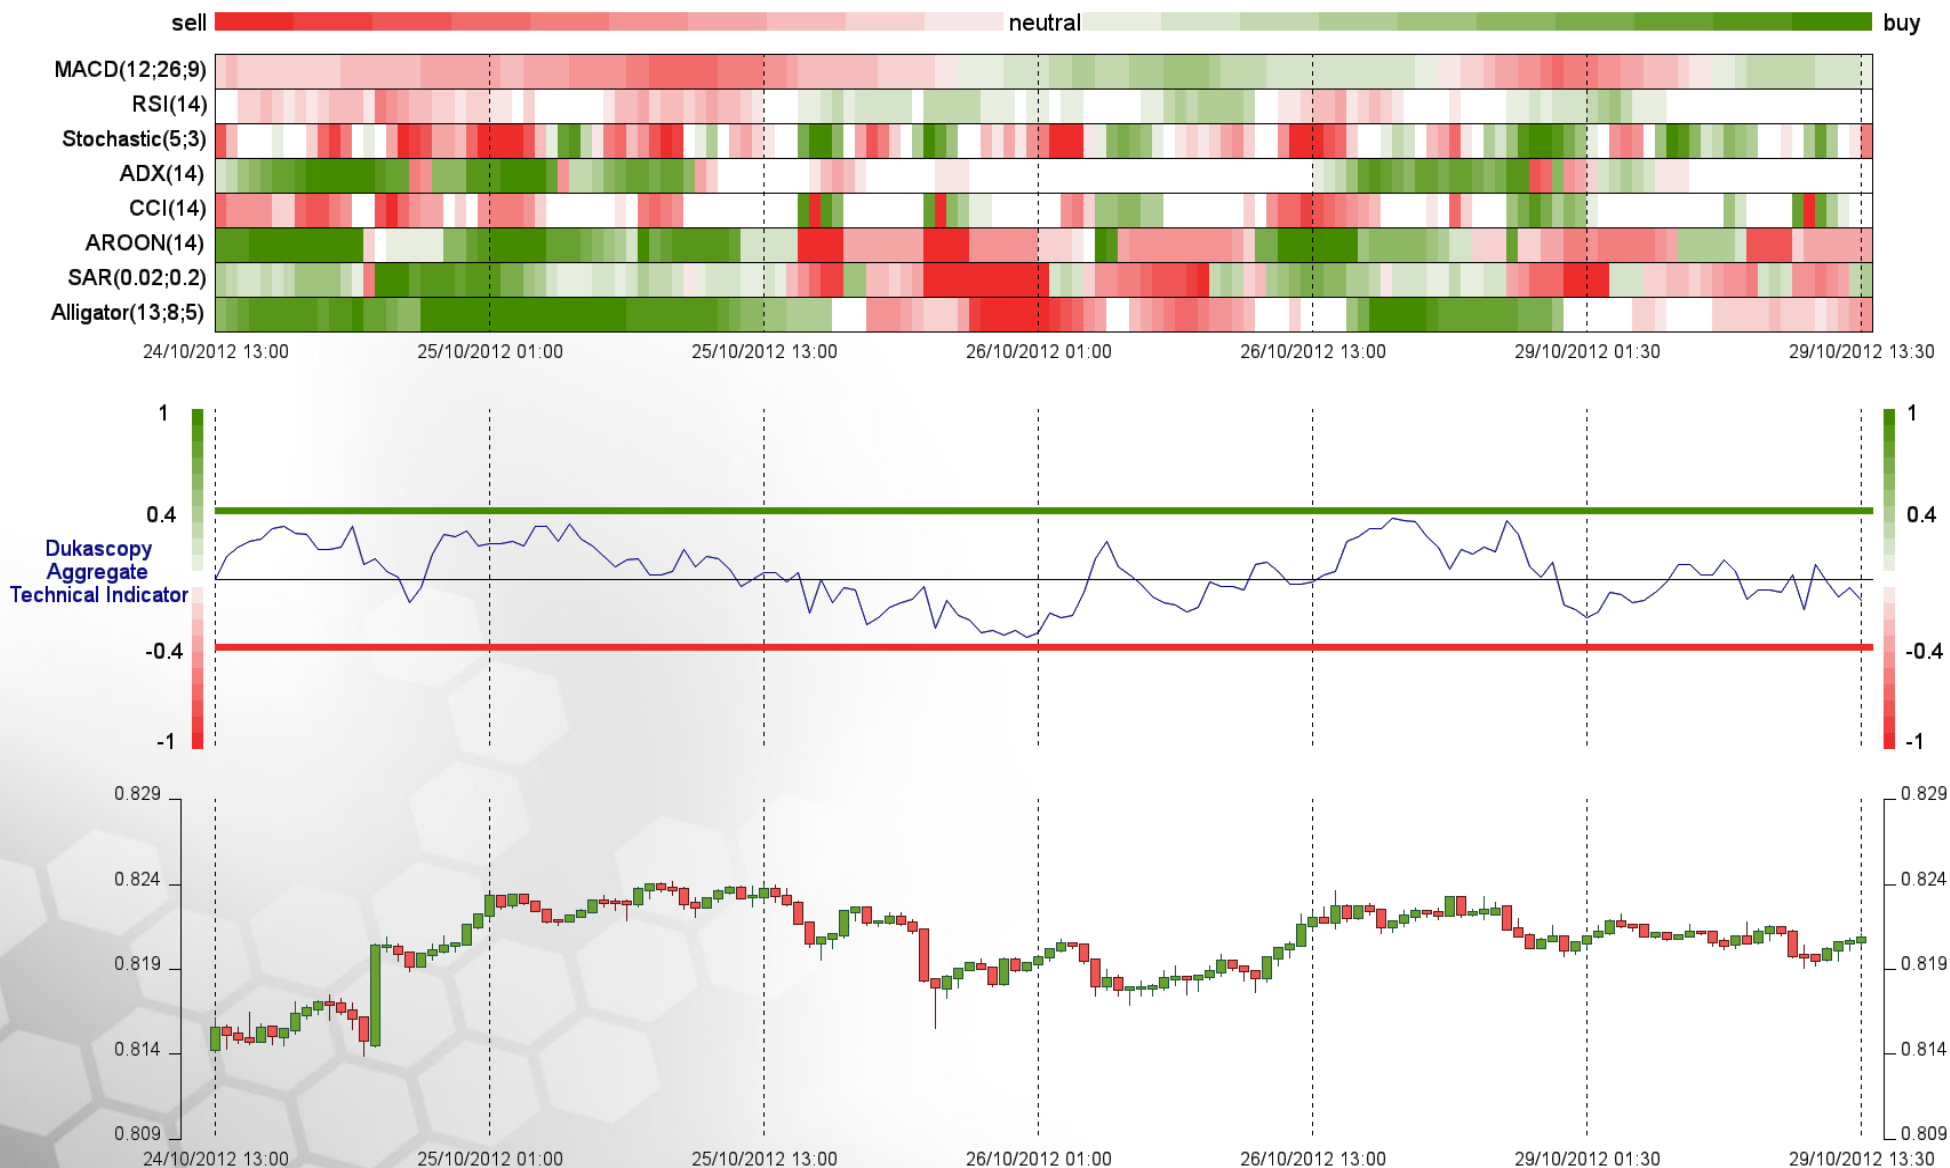 sell neutral buy
MACD(12;26;9)
RSI(14)
Stochastic(5;3)
ADX(14)
CCI(14)
AROON(14)
SAR(0.02;0.2)
Alligator(13;8;5)
24/10/2012 13:00 25/10/2012 01:00 25/10/2012 13:00 26/10/2012 01:00 26/10/2012 13:00 29/10/2012 01:30 29/10/2012 13:30
1 1
0.4 0.4
Dukascopy
Aggregate
Technical Indicator
-0.4 -0.4
-1 -1
0.829 0.829
0.824 0.824
0.819 0.819
0.814 0.814
0.809 0.809
24/10/2012 13:00 25/10/2012 01:00 25/10/2012 13:00 26/10/2012 01:00 26/10/2012 13:00 29/10/2012 01:30 29/10/2012 13:30